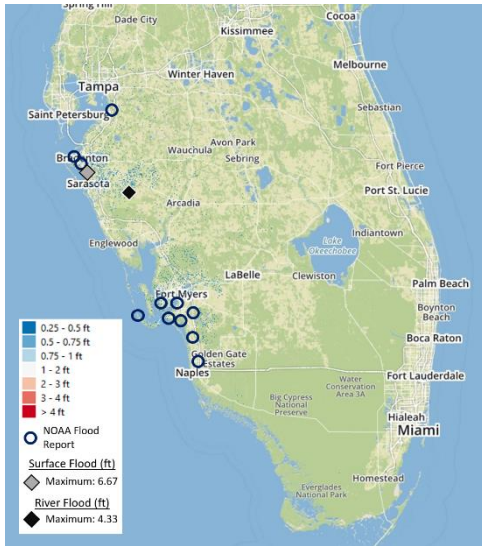 Spring Hill
Dade City
Kissimmee
Cocoa
Melbourne
Tampa
Winter Haven
Saint Petersburg
Sebastian
Avon Park
Wauchula
Sebring
Bradenton
Fort Pierce
Sarasota
Port St. Lucie
Arcadia
Englewood
Indiantown
Lake
Okeechobee
LaBelle
Clewiston
Palm Beach
Fort Myers
Boynton
Beach
Boca Raton
Golden Gate
Estates
Naples
Water
Conservation
Area 3A
Fort Lauderdale
Big Cypress
National
Preserve
Hialeah
Miami
Homestead
Everglades
National Park
0.25 - 0.5 ft
0.5 - 0.75 ft
0.75 - 1 ft
1 - 2 ft
2 - 3 ft
3 - 4 ft
> 4 ft
NOAA Flood
Report
Surface Flood (ft)
Maximum: 6.67
River Flood (ft)
Maximum: 4.33